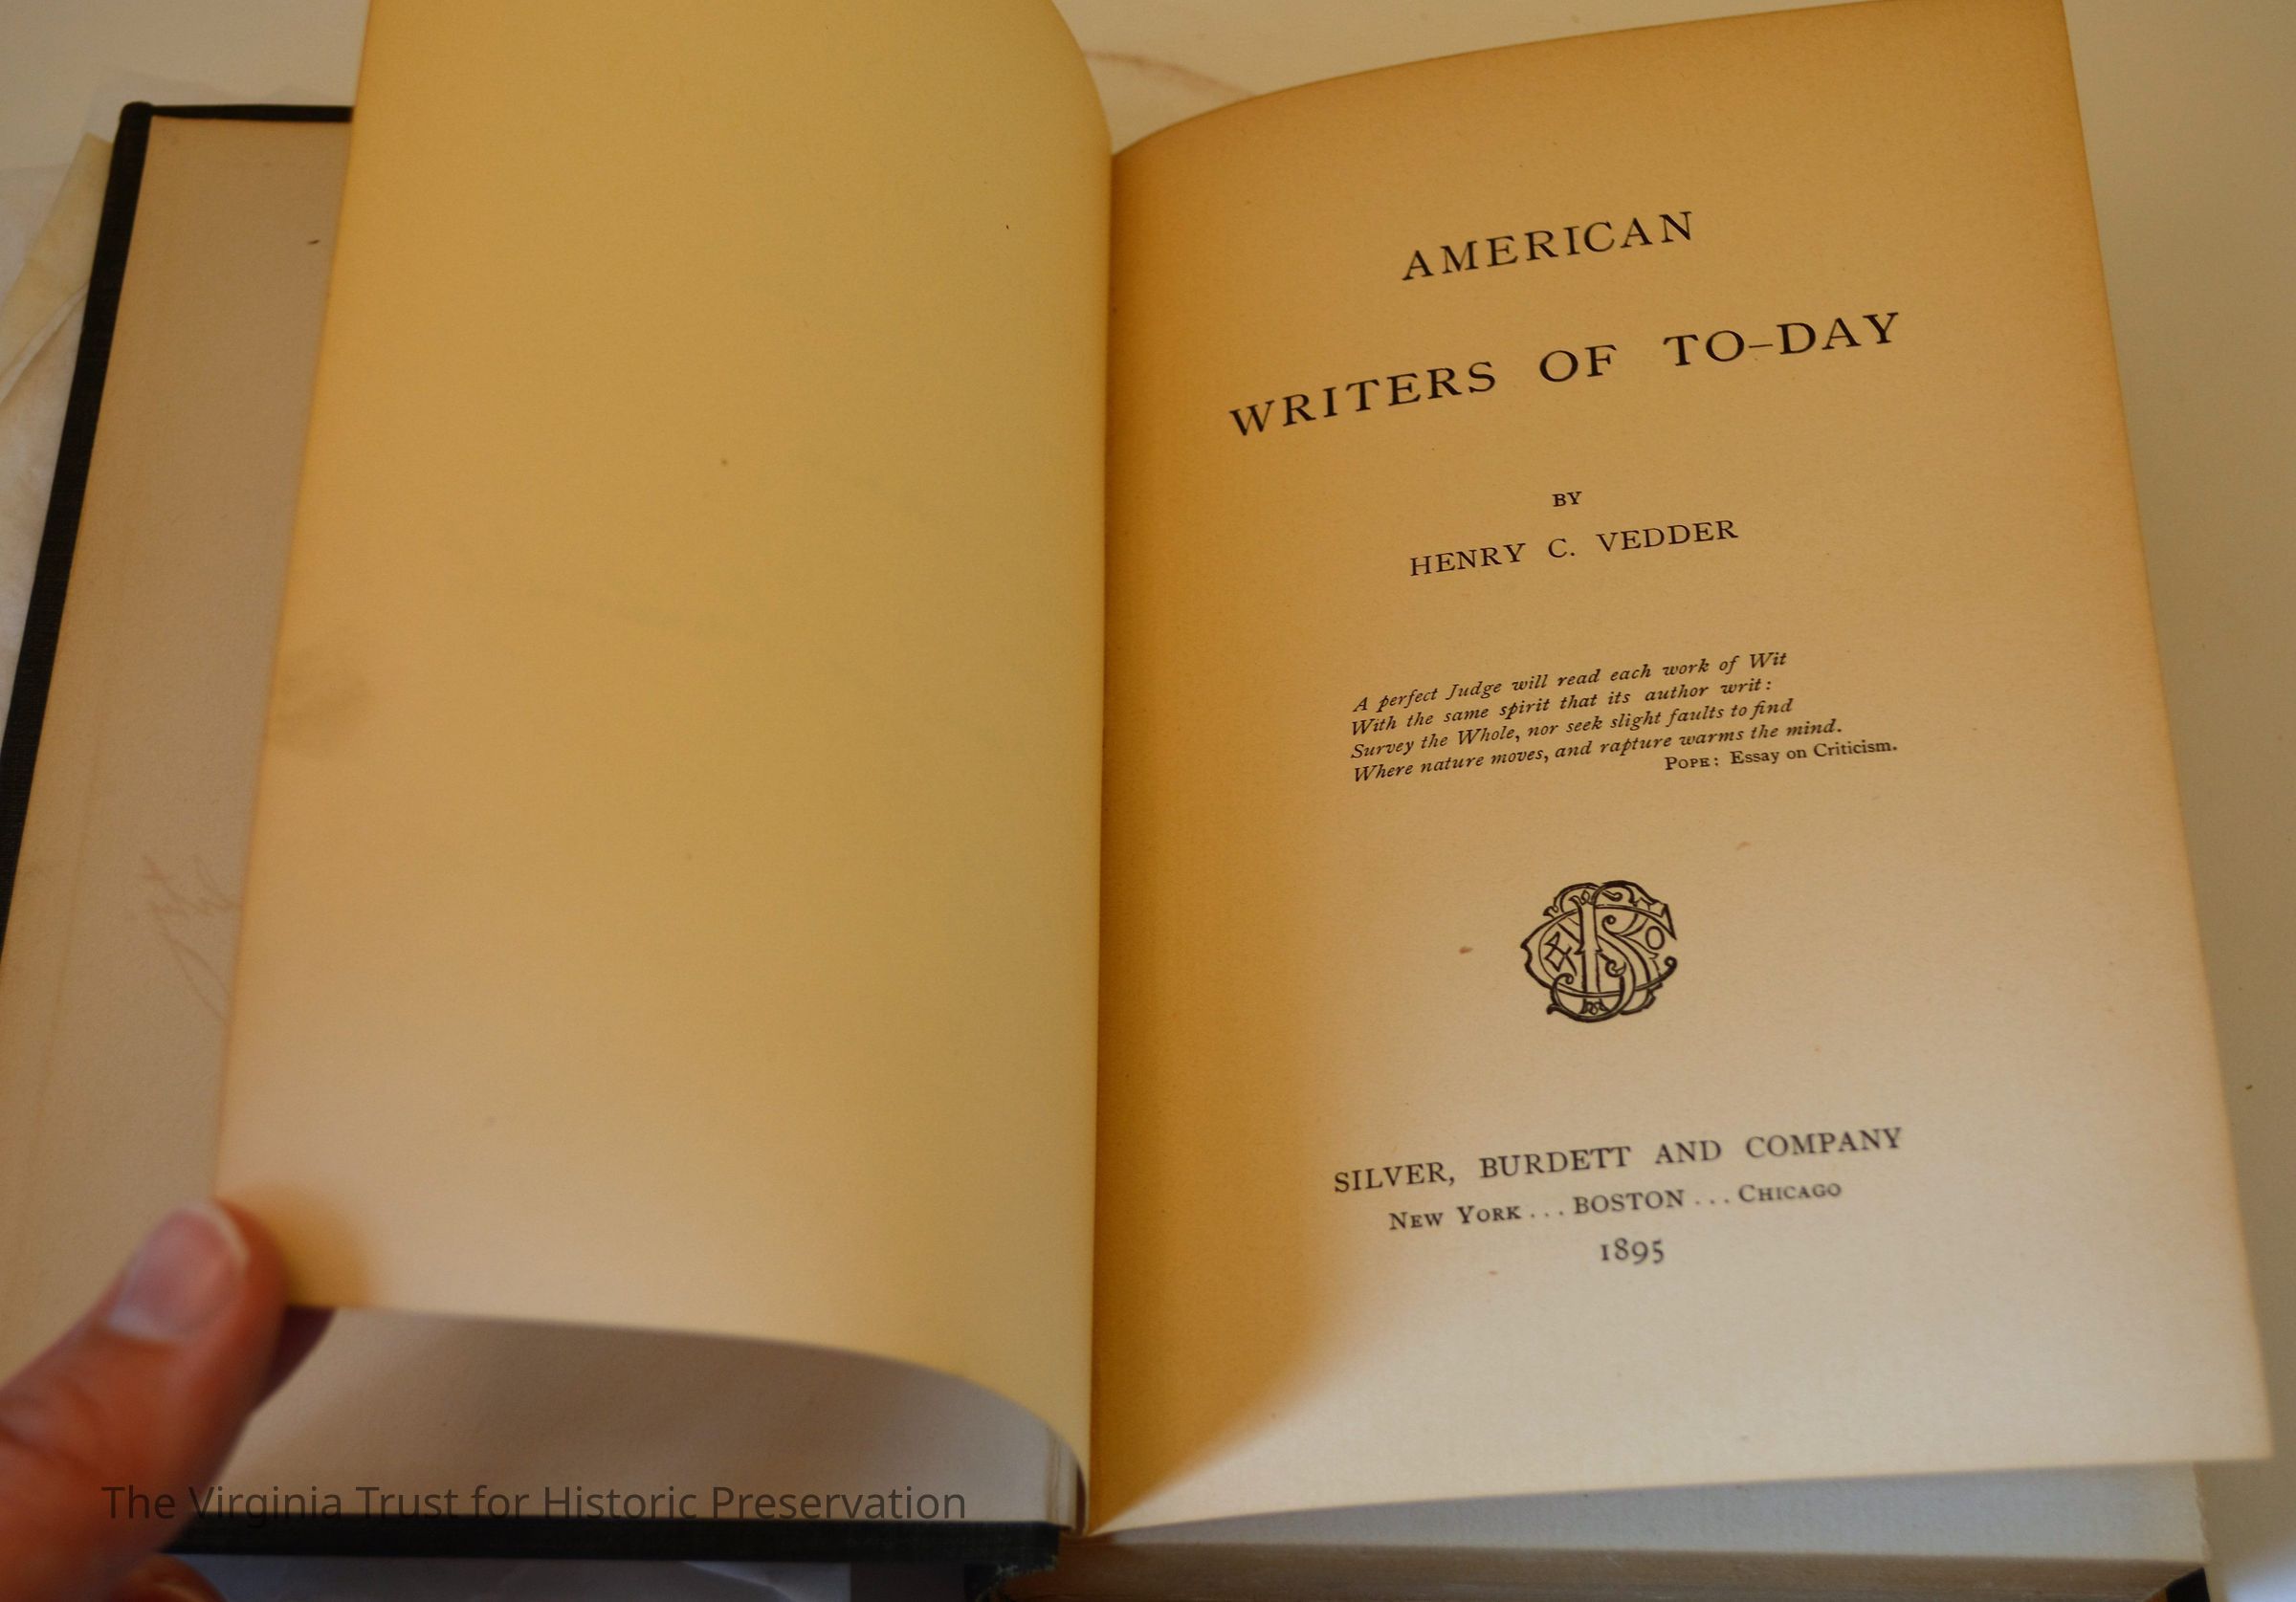 AMERICAN
WRITERS OF TO-DAY
BY
HENRY C. VEDDER
A perfect Judge will read each work of Wit
With the same spirit that its author writ:
Survey the Whole, nor seek slight faults to find
Where nature moves, and rapture warms the mind.
POPE: Essay on Criticism.
SILVER, BURDETT AND COMPANY
NEW YORK ... BOSTON ... CHICAGO
1895
The Virginia Trust for Historic Preservation